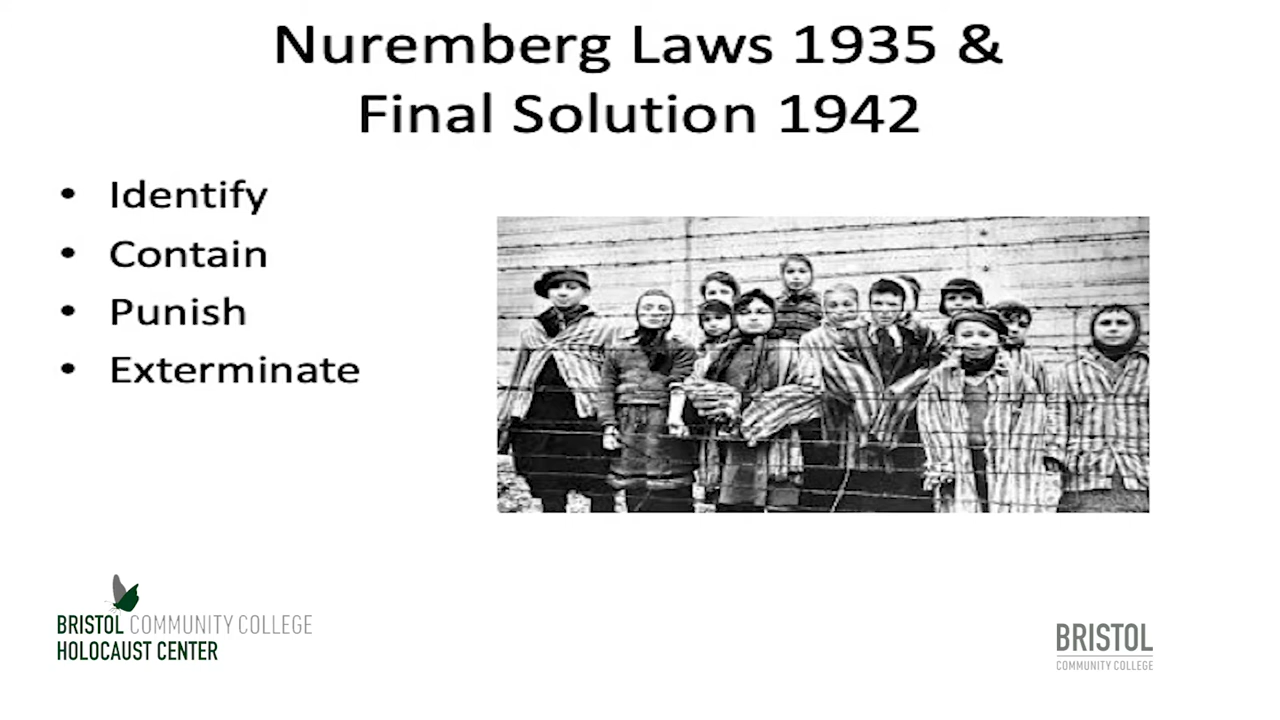 Nuremberg Laws 1935 &
Final Solution 1942
• Identify
• Contain
• Punish
• Exterminate
BRISTOL COMMUNITY COLLEGE
HOLOCAUST CENTER
BRISTOL
COMMUNITY COLLEGE